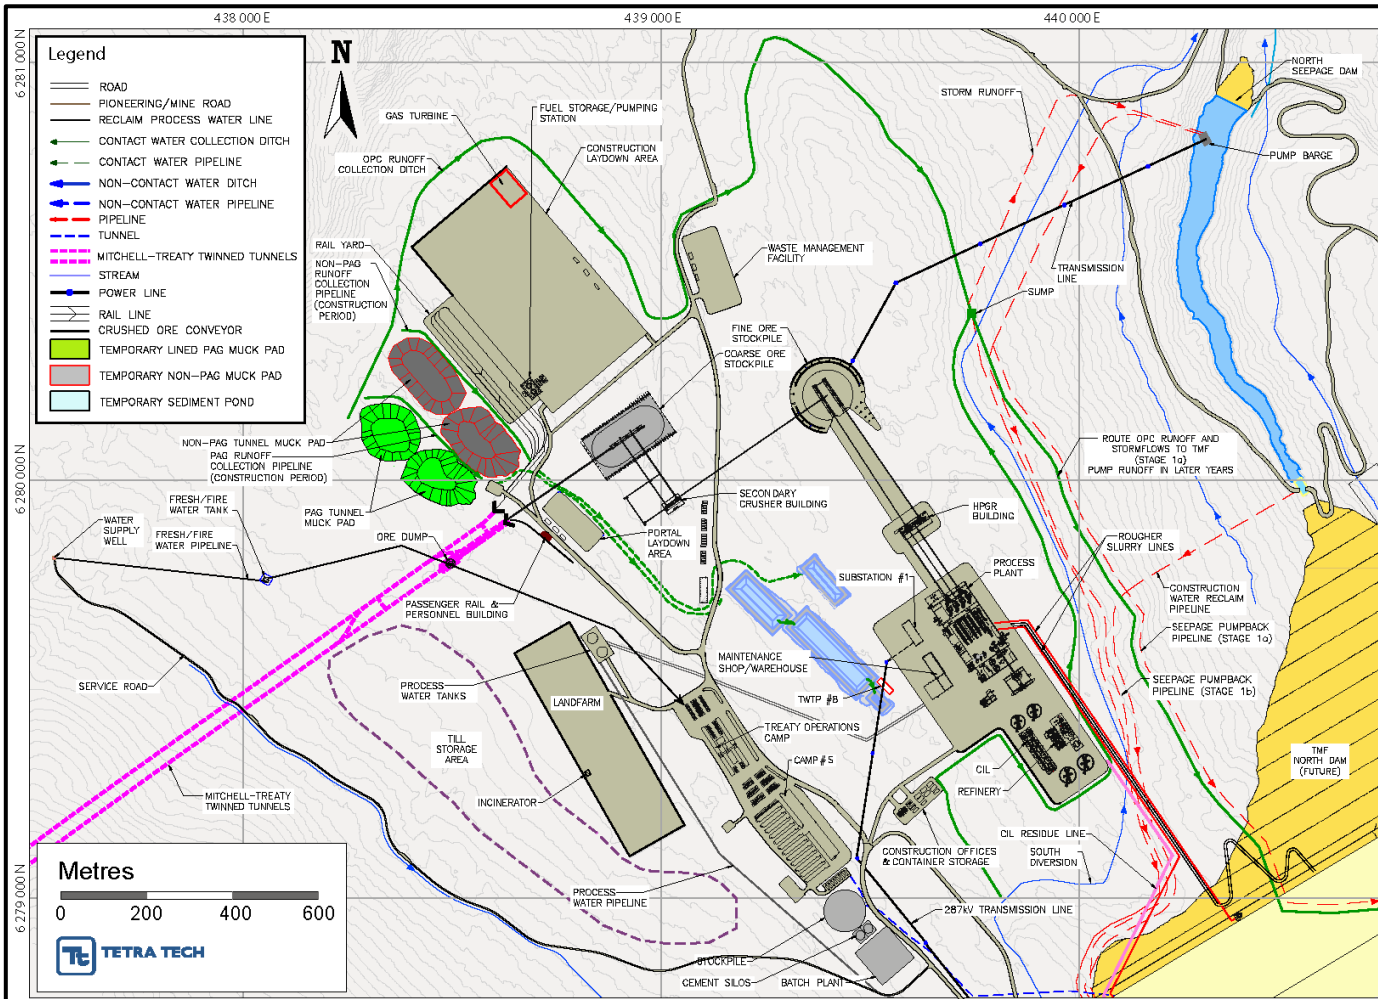 438 000 E
439 000 E
440 000 E
6 281 000 N
6 280 000 N
6 279 000 N
Legend
ROAD
PIONEERING/MINE ROAD
RECLAIM PROCESS WATER LINE
CONTACT WATER COLLECTION DITCH
CONTACT WATER PIPELINE
NON-CONTACT WATER DITCH
NON-CONTACT WATER PIPELINE
PIPELINE
TUNNEL
MITCHELL-TREATY TWINNED TUNNELS
STREAM
POWER LINE
RAIL LINE
CRUSHED ORE CONVEYOR
TEMPORARY LINED PAG MUCK PAD
TEMPORARY NON-PAG MUCK PAD
TEMPORARY SEDIMENT POND
N
GAS TURBINE
FUEL STORAGE/PUMPING
STATION
OPC RUNOFF
COLLECTION DITCH
CONSTRUCTION
LAYDOWN AREA
STORM RUNOFF
NORTH
SEEPAGE DAM
PUMP BARGE
RAIL YARD
NON-PAG
RUNOFF
COLLECTION
PIPELINE
(CONSTRUCTION
PERIOD)
WASTE MANAGEMENT
FACILITY
TRANSMISSION
LINE
SUMP
FINE ORE
STOCKPILE
COARSE ORE
STOCKPILE
NON-PAG TUNNEL MUCK PAD
PAG RUNOFF
COLLECTION PIPELINE
(CONSTRUCTION PERIOD)
ROUTE OPC RUNOFF AND
STORMFLOWS TO TMF
(STAGE 1a)
PUMP RUNOFF IN LATER YEARS
FRESH/FIRE
WATER TANK
PAG TUNNEL
MUCK PAD
SECONDARY
CRUSHER BUILDING
HPGR
BUILDING
WATER
SUPPLY
WELL
FRESH/FIRE
WATER PIPELINE
ORE DUMP
PORTAL
LAYDOWN
AREA
ROUGHER
SLURRY LINES
PROCESS
PLANT
SUBSTATION #1
CONSTRUCTION
WATER RECLAIM
PIPELINE
PASSENGER RAIL &
PERSONNEL BUILDING
SEEPAGE PUMPBACK
PIPELINE (STAGE 1a)
MAINTENANCE
SHOP/WAREHOUSE
SERVICE ROAD
PROCESS
WATER TANKS
SEEPAGE PUMPBACK
PIPELINE (STAGE 1b)
LANDFARM
TWTP #B
TREATY OPERATIONS
CAMP
TILL
STORAGE
AREA
CAMP #5
TMF
NORTH DAM
(FUTURE)
CIL
REFINERY
MITCHELL-TREATY
TWINNED TUNNELS
INCINERATOR
CIL RESIDUE LINE
SOUTH
DIVERSION
CONSTRUCTION OFFICES
& CONTAINER STORAGE
PROCESS
WATER PIPELINE
287kV TRANSMISSION LINE
STOCKPILE
CEMENT SILOS
BATCH PLANT
Metres
0 200 400 600
Tt TETRA TECH